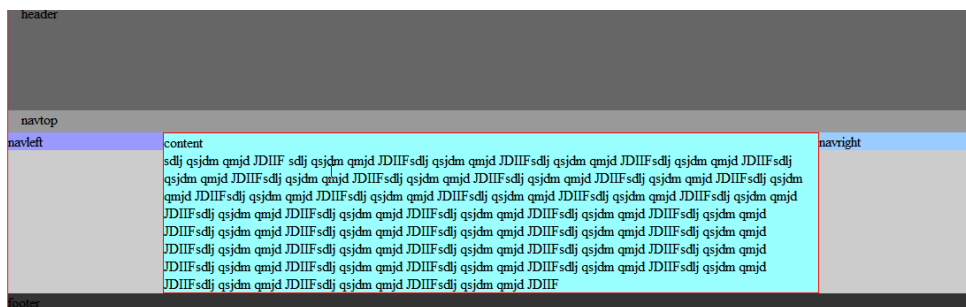 header
navtop
navleft
content
navright
sdlj qsjdm qmjd JDIIF sdlj qsjdm qmjd JDIIFsdlj qsjdm qmjd JDIIFsdlj qsjdm qmjd JDIIFsdlj qsjdm qmjd JDIIFsdlj
qsjdm qmjd JDIIFsdlj qsjdm qmjd JDIIFsdlj qsjdm qmjd JDIIFsdlj qsjdm qmjd JDIIFsdlj qsjdm qmjd JDIIFsdlj qsjdm
qmjd JDIIFsdlj qsjdm qmjd JDIIFsdlj qsjdm qmjd JDIIFsdlj qsjdm qmjd JDIIFsdlj qsjdm qmjd JDIIFsdlj qsjdm qmjd
JDIIFsdlj qsjdm qmjd JDIIFsdlj qsjdm qmjd JDIIFsdlj qsjdm qmjd JDIIFsdlj qsjdm qmjd JDIIFsdlj qsjdm qmjd
JDIIFsdlj qsjdm qmjd JDIIFsdlj qsjdm qmjd JDIIFsdlj qsjdm qmjd JDIIFsdlj qsjdm qmjd JDIIFsdlj qsjdm qmjd
JDIIFsdlj qsjdm qmjd JDIIFsdlj qsjdm qmjd JDIIFsdlj qsjdm qmjd JDIIFsdlj qsjdm qmjd JDIIFsdlj qsjdm qmjd
JDIIFsdlj qsjdm qmjd JDIIFsdlj qsjdm qmjd JDIIFsdlj qsjdm qmjd JDIIFsdlj qsjdm qmjd JDIIFsdlj qsjdm qmjd
JDIIFsdlj qsjdm qmjd JDIIFsdlj qsjdm qmjd JDIIFsdlj qsjdm qmjd JDIIF
footer